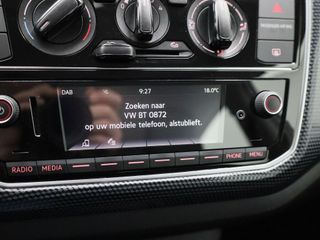 DAB 9:27 18.0°C
Zoeken naar
VW BT 0872
op uw mobiele telefoon, alstublieft.
RADIO MEDIA PHONE MENU